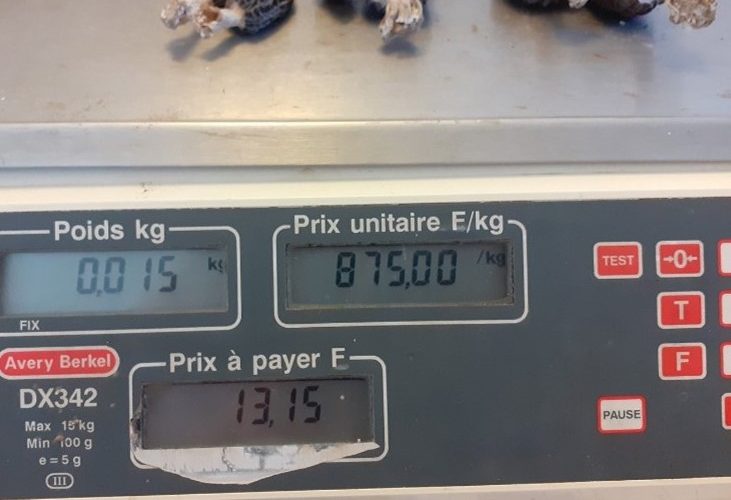 Poids kg
0,015 kg
FIX
Prix unitaire F/kg
875,00 /kg
TEST
→0←
T
F
PAUSE
Avery Berkel
DX342
Max 15 kg
Min 100 g
e = 5 g
III
Prix à payer F
13,15